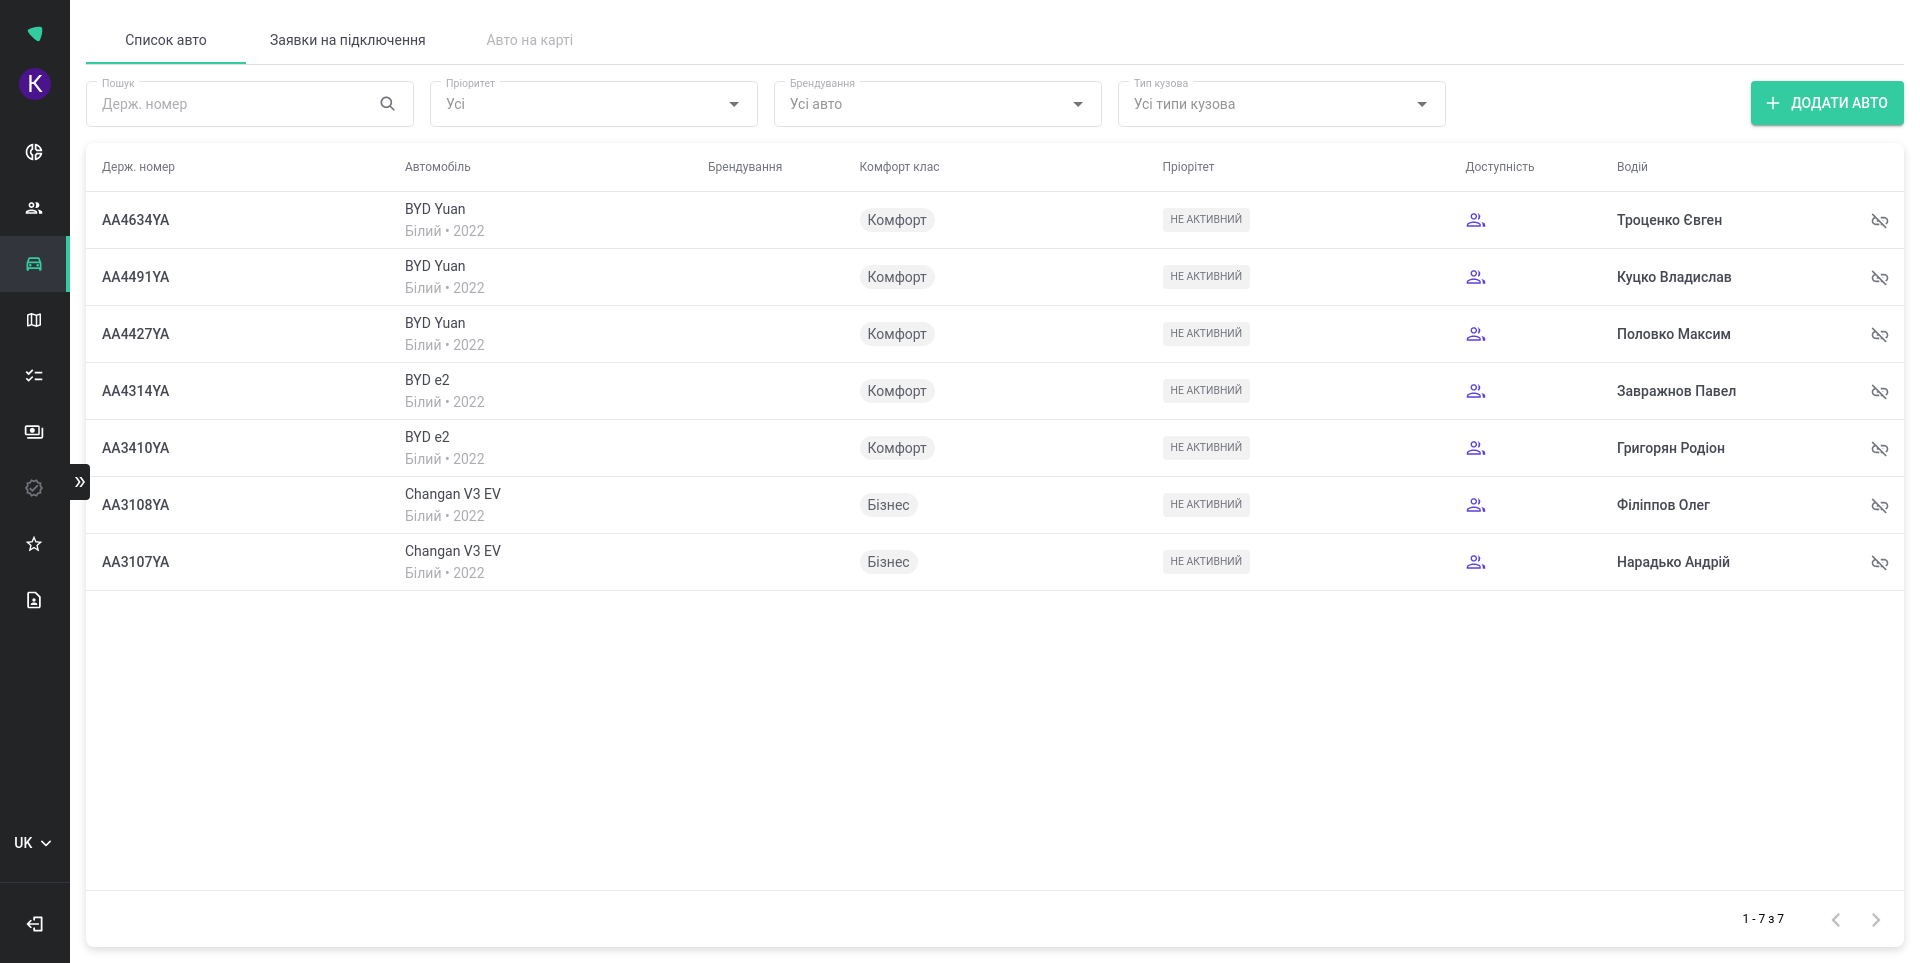 Список авто
Заявки на підключення
Авто на карті
K
Пошук
Держ. номер
Пріоритет
Усі
Брендування
Усі авто
Тип кузова
Усі типи кузова
ДОДАТИ АВТО
Держ. номер Автомобіль Брендування Комфорт клас Пріорітет Доступність Водій
AA4634YA BYD Yuan Комфорт НЕ АКТИВНИЙ Троценко Євген
Білий • 2022
AA4491YA BYD Yuan Комфорт НЕ АКТИВНИЙ Куцко Владислав
Білий • 2022
AA4427YA BYD Yuan Комфорт НЕ АКТИВНИЙ Половко Максим
Білий • 2022
AA4314YA BYD e2 Комфорт НЕ АКТИВНИЙ Завражнов Павел
Білий • 2022
AA3410YA BYD e2 Комфорт НЕ АКТИВНИЙ Григорян Родіон
Білий • 2022
AA3108YA Changan V3 EV Бізнес НЕ АКТИВНИЙ Філіппов Олег
Білий • 2022
AA3107YA Changan V3 EV Бізнес НЕ АКТИВНИЙ Нарадько Андрій
Білий • 2022
UK
1 - 7 з 7